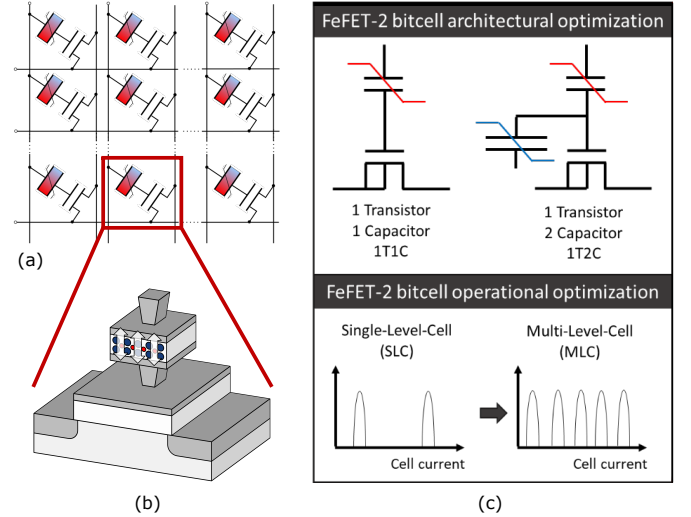 (a)
(b)
FeFET-2 bitcell architectural optimization
1 Transistor
1 Capacitor
1T1C
1 Transistor
2 Capacitor
1T2C
FeFET-2 bitcell operational optimization
Single-Level-Cell
(SLC)
Cell current
Multi-Level-Cell
(MLC)
Cell current
(c)